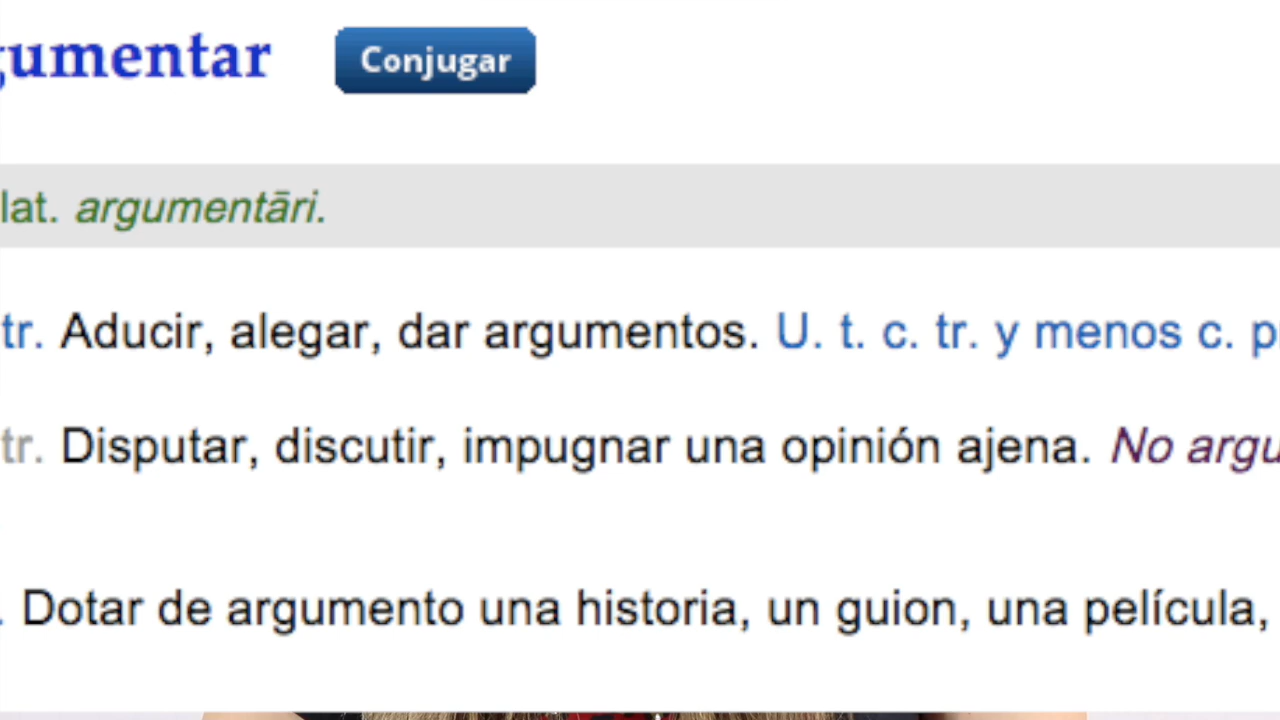 gumentar Conjugar
lat. argumentāri.
tr. Aducir, alegar, dar argumentos. U. t. c. tr. y menos c. p
tr. Disputar, discutir, impugnar una opinión ajena. No argu
. Dotar de argumento una historia, un guion, una película,